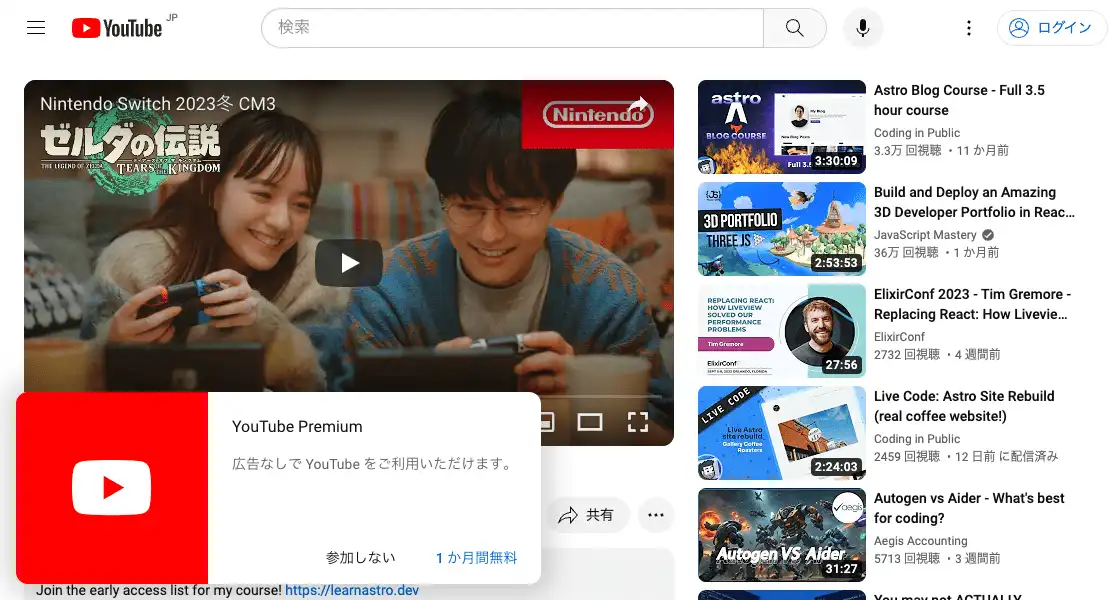 YouTube JP
検索
ログイン
Nintendo Switch 2023冬 CM3
Nintendo
ゼルダの伝説
THE LEGEND OF ZELDA
TEARS OF THE KINGDOM
YouTube Premium
広告なしで YouTube をご利用いただけます。
参加しない
1 か月間無料
共有
Join the early access list for my course! https://learnastro.dev
astro
BLOG COURSE
My Blog
Full 3.5
3:30:09
Astro Blog Course - Full 3.5
hour course
Coding in Public
3.3万 回視聴 ・11 か月前
{JS}
3D PORTFOLIO
THREE JS
2:53:53
Build and Deploy an Amazing
3D Developer Portfolio in Reac...
JavaScript Mastery
36万 回視聴 ・1 か月前
REPLACING REACT:
HOW LIVEVIEW
SOLVED OUR
PERFORMANCE
PROBLEMS
Tim Gremore
ElixirConf
27:56
ElixirConf 2023 - Tim Gremore -
Replacing React: How Livevie...
ElixirConf
2732 回視聴 ・4 週間前
LIVE CODE:
Live Astro
site rebuild
Gallery Coffee
Roasters
2:24:03
Live Code: Astro Site Rebuild
(real coffee website!)
Coding in Public
2459 回視聴 ・12 日前 に配信済み
aegis
Autogen VS Aider
31:27
Autogen vs Aider - What's best
for coding?
Aegis Accounting
5713 回視聴 ・3 週間前
You may not ACTUALLY